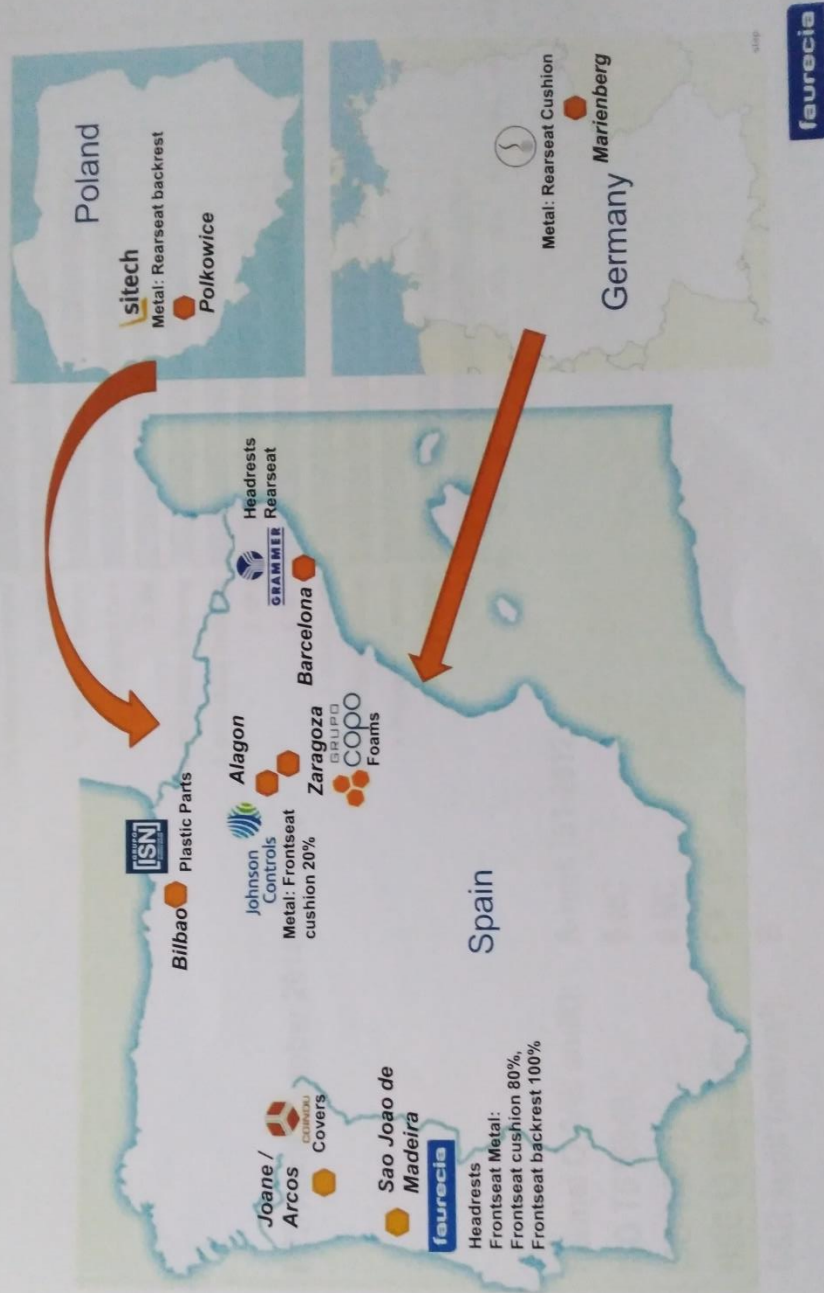 Poland
sitech
Metal: Rearseat backrest
Polkowice
Metal: Rearseat Cushion
Marienberg
Germany
GRUPO
[ISN]
Bilbao
Plastic Parts
Alagon
Johnson
Controls
Metal: Frontseat
cushion 20%
Zaragoza
GRUPO
copo
Foams
Headrests
Rearseat
GRAMMER
Barcelona
Spain
Joane /
Arcos
COINDU
Covers
Sao Joao de
Madeira
faurecia
Headrests
Frontseat Metal:
Frontseat cushion 80%,
Frontseat backrest 100%
faurecia